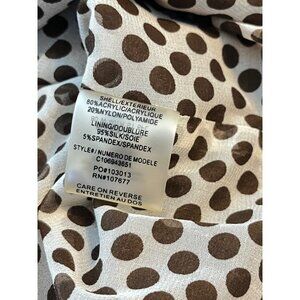 SHELL/EXTERIEUR
80%ACRYLIC/ACRYLIQUE
20%NYLON/POLYAMIDE
LINING/DOUBLURE
95%SILK/SOIE
5%SPANDEX/SPANDEX
STYLE# / NUMERO DE MODELE
C106943651
PO#103013
RN#107677
CARE ON REVERSE
ENTRETIEN AU DOS